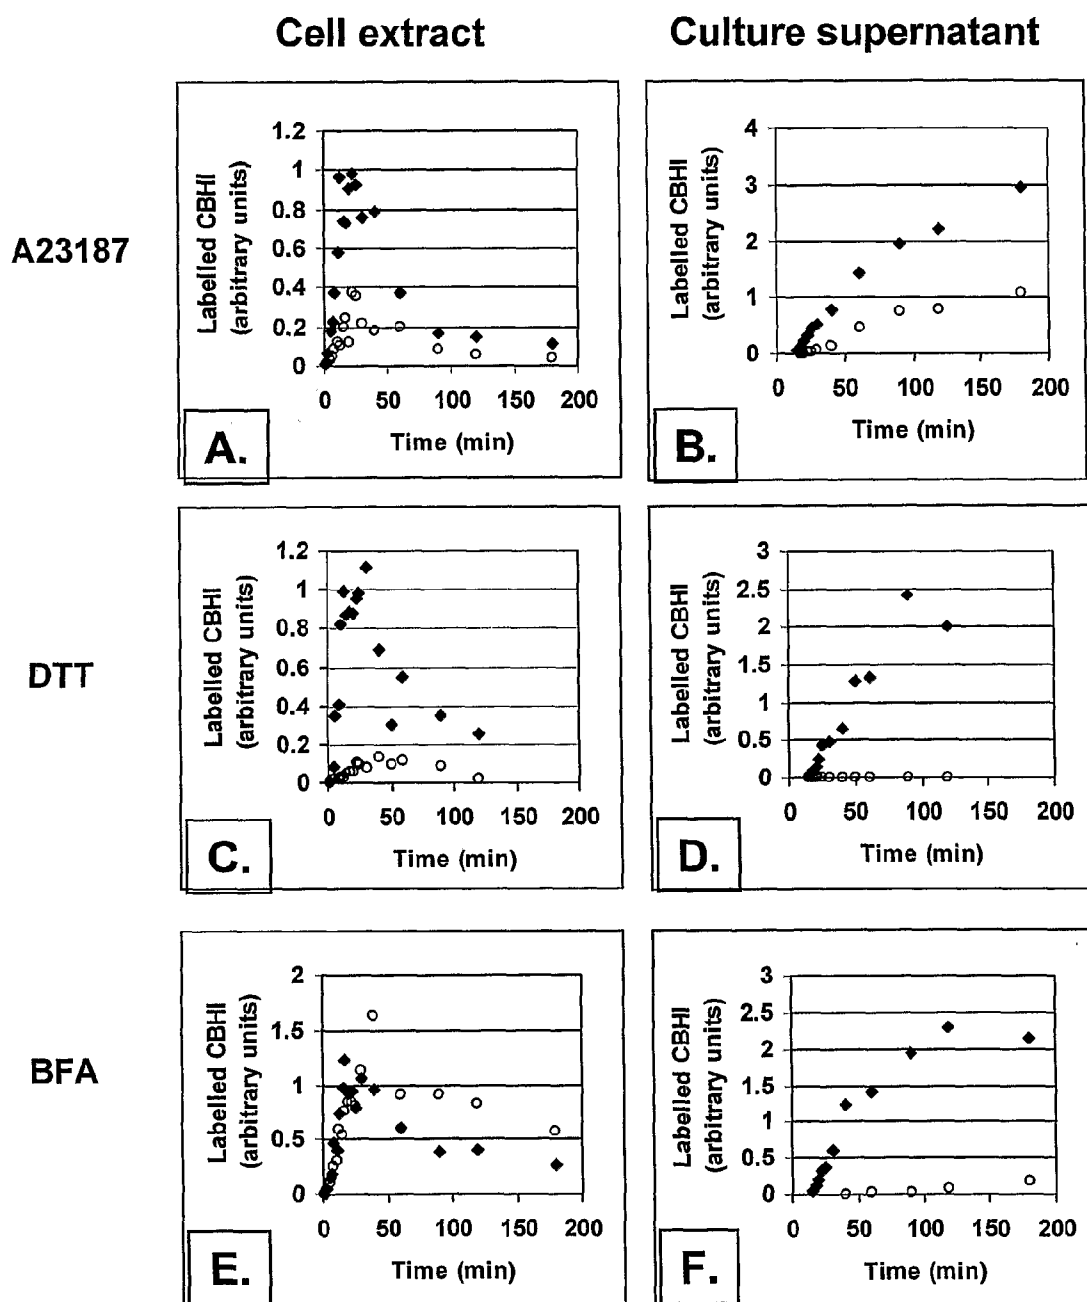 Cell extract
Culture supernatant
A23187
Labelled CBHI
(arbitrary units)
1.2
1
0.8
0.6
0.4
0.2
0
0 50 100 150 200
Time (min)
A.
Labelled CBHI
(arbitrary units)
4
3
2
1
0
0 50 100 150 200
Time (min)
B.
DTT
Labelled CBHI
(arbitrary units)
1.2
1
0.8
0.6
0.4
0.2
0
0 50 100 150 200
Time (min)
C.
Labelled CBHI
(arbitrary units)
3
2.5
2
1.5
1
0.5
0
0 50 100 150 200
Time (min)
D.
BFA
Labelled CBHI
(arbitrary units)
2
1.5
1
0.5
0
0 50 100 150 200
Time (min)
E.
Labelled CBHI
(arbitrary units)
3
2.5
2
1.5
1
0.5
0
0 50 100 150 200
Time (min)
F.